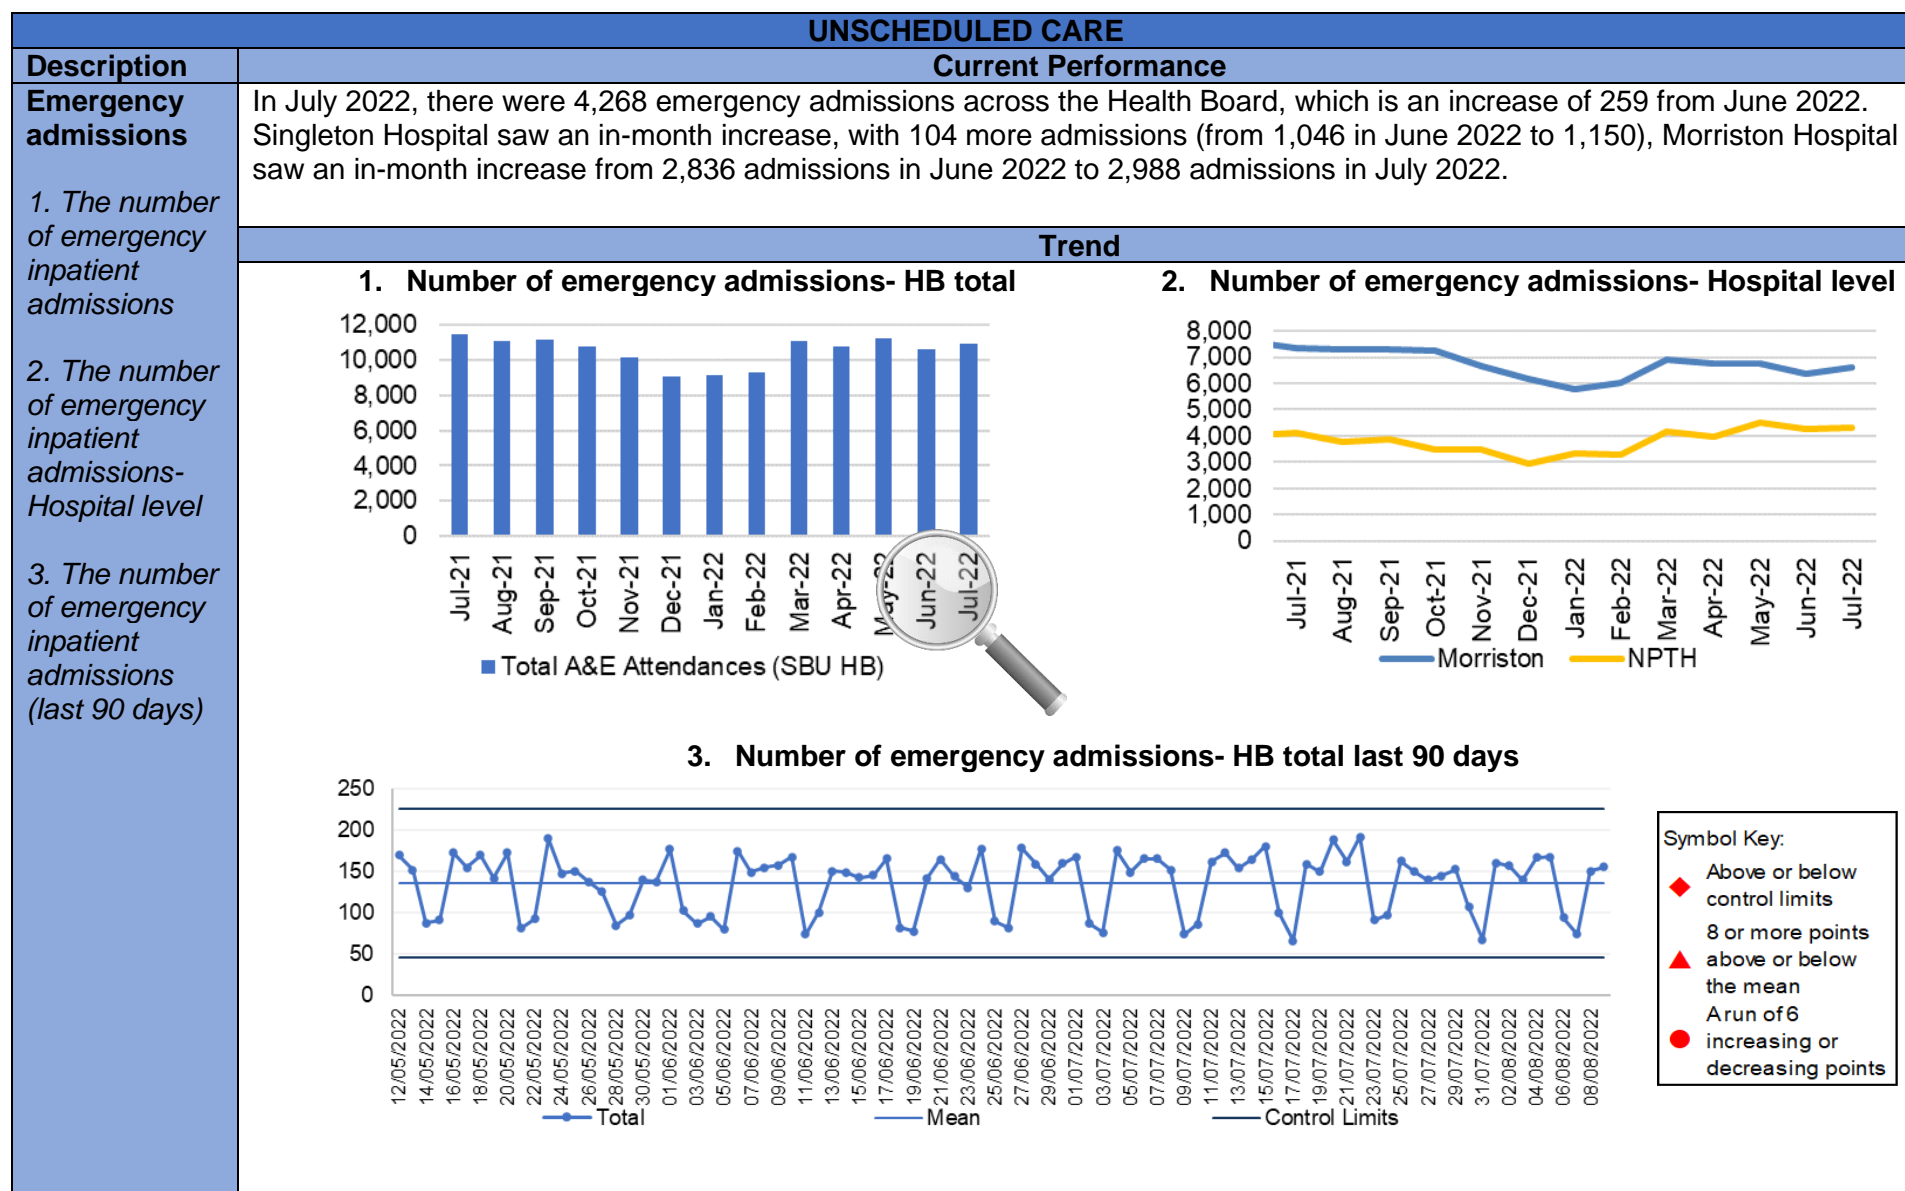 UNSCHEDULED CARE
Description
Current Performance
Emergency
admissions
1. The number
of emergency
inpatient
admissions
2. The number
of emergency
inpatient
admissions-
Hospital level
3. The number
of emergency
inpatient
admissions
(last 90 days)
In July 2022, there were 4,268 emergency admissions across the Health Board, which is an increase of 259 from June 2022.
Singleton Hospital saw an in-month increase, with 104 more admissions (from 1,046 in June 2022 to 1,150), Morriston Hospital
saw an in-month increase from 2,836 admissions in June 2022 to 2,988 admissions in July 2022.
Trend
1. Number of emergency admissions- HB total
12,000
10,000
8,000
6,000
4,000
2,000
0
Jul-21
Aug-21
Sep-21
Oct-21
Nov-21
Dec-21
Jan-22
Feb-22
Mar-22
Apr-22
May-22
Jun-22
Jul-22
Total A&E Attendances (SBU HB)
2. Number of emergency admissions- Hospital level
8,000
7,000
6,000
5,000
4,000
3,000
2,000
1,000
0
Jul-21
Aug-21
Sep-21
Oct-21
Nov-21
Dec-21
Jan-22
Feb-22
Mar-22
Apr-22
May-22
Jun-22
Jul-22
Morriston
NPTH
3. Number of emergency admissions- HB total last 90 days
250
200
150
100
50
0
12/05/2022
14/05/2022
16/05/2022
18/05/2022
20/05/2022
22/05/2022
24/05/2022
26/05/2022
28/05/2022
30/05/2022
01/06/2022
03/06/2022
05/06/2022
07/06/2022
09/06/2022
11/06/2022
13/06/2022
15/06/2022
17/06/2022
19/06/2022
21/06/2022
23/06/2022
25/06/2022
27/06/2022
29/06/2022
01/07/2022
03/07/2022
05/07/2022
07/07/2022
09/07/2022
11/07/2022
13/07/2022
15/07/2022
17/07/2022
19/07/2022
21/07/2022
23/07/2022
25/07/2022
27/07/2022
29/07/2022
31/07/2022
02/08/2022
04/08/2022
06/08/2022
08/08/2022
Total
Mean
Control Limits
Symbol Key:
Above or below
control limits
8 or more points
above or below
the mean
A run of 6
increasing or
decreasing points